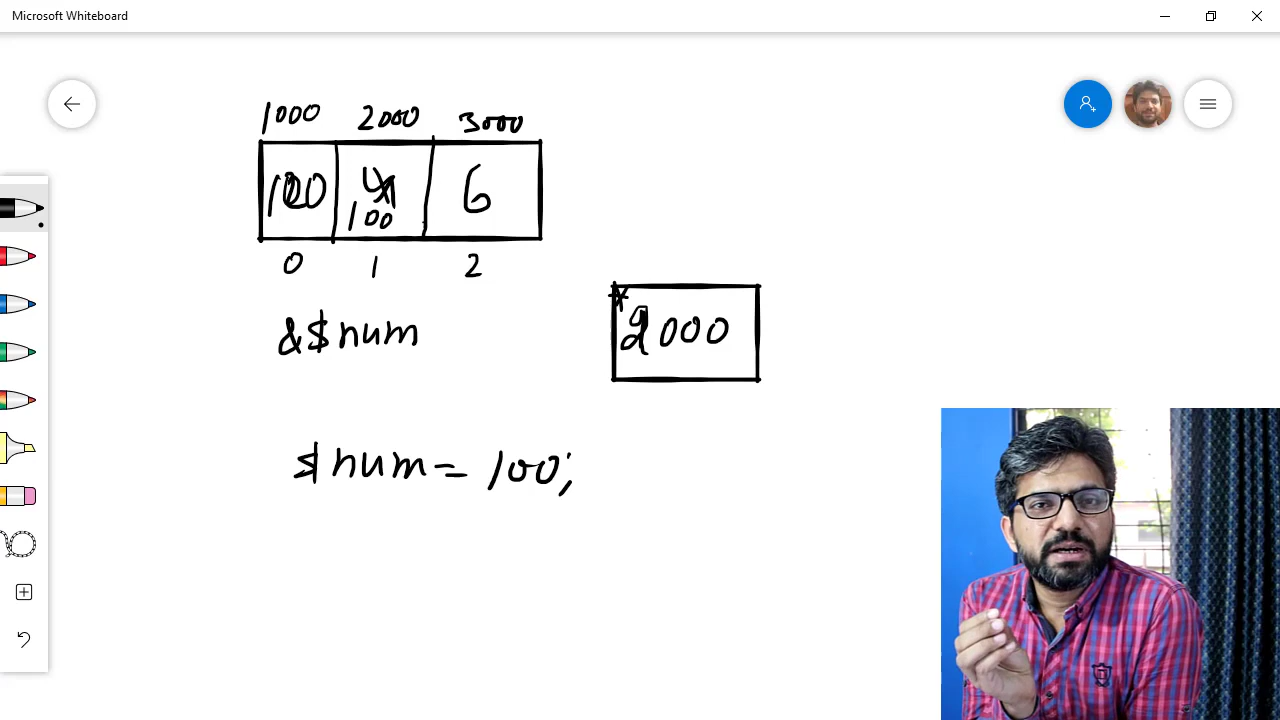 Microsoft Whiteboard
1000 2000 3000
100 4 6
100
0 1 2
&$num
*
2000
$num = 100;